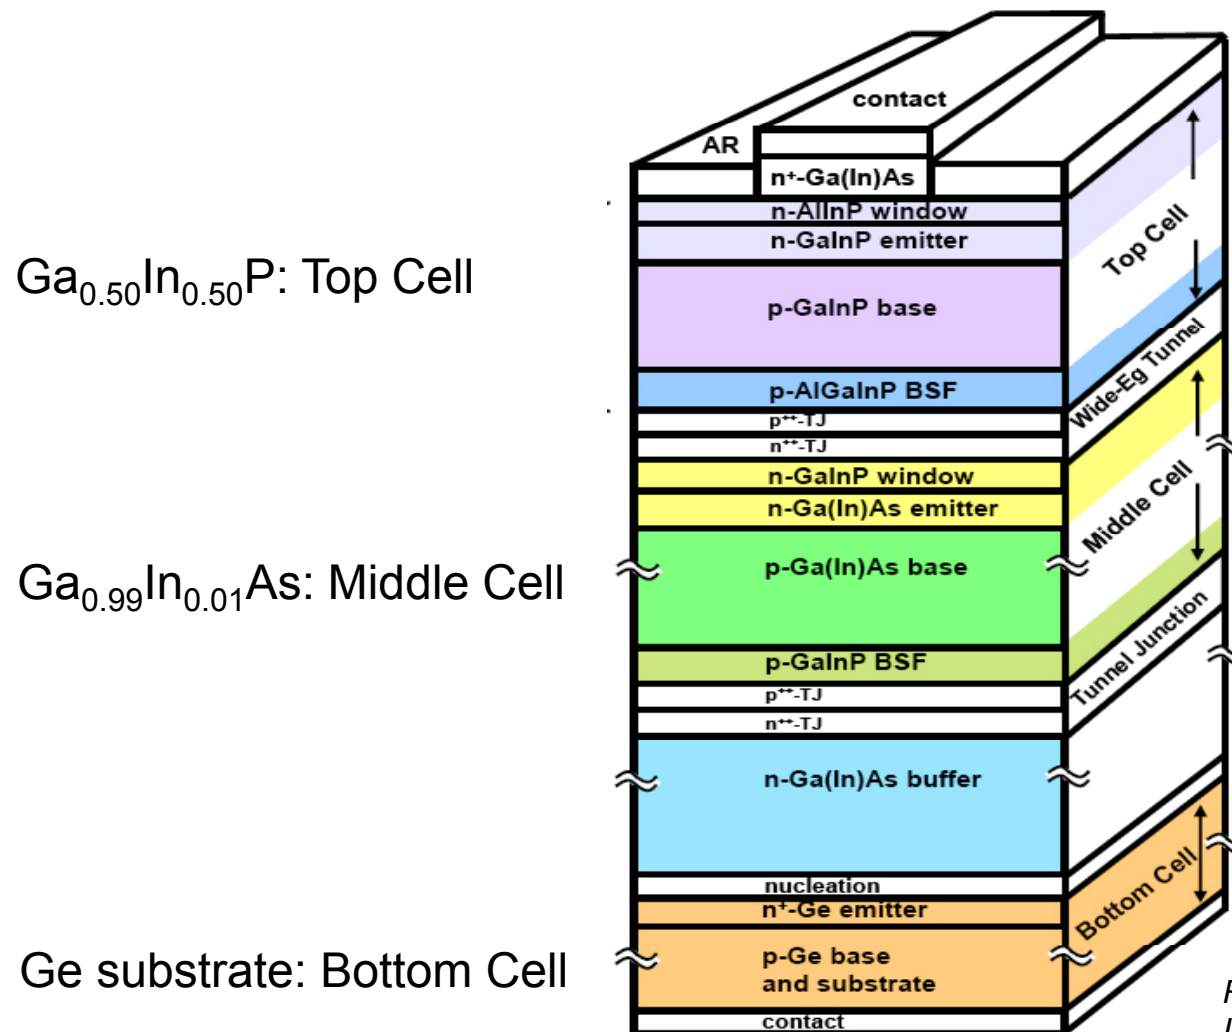 contact
AR
n⁺-Ga(In)As
n-AlInP window
n-GaInP emitter
Top Cell
Ga₀.₅₀In₀.₅₀P: Top Cell
p-GaInP base
p-AlGaInP BSF
Wide-Eg Tunnel
p⁺⁺-TJ
n⁺⁺-TJ
n-GaInP window
n-Ga(In)As emitter
Middle Cell
Ga₀.₉₉In₀.₀₁As: Middle Cell
p-Ga(In)As base
p-GaInP BSF
Tunnel Junction
p⁺⁺-TJ
n⁺⁺-TJ
n-Ga(In)As buffer
nucleation
n⁺-Ge emitter
Bottom Cell
Ge substrate: Bottom Cell
p-Ge base
and substrate
contact